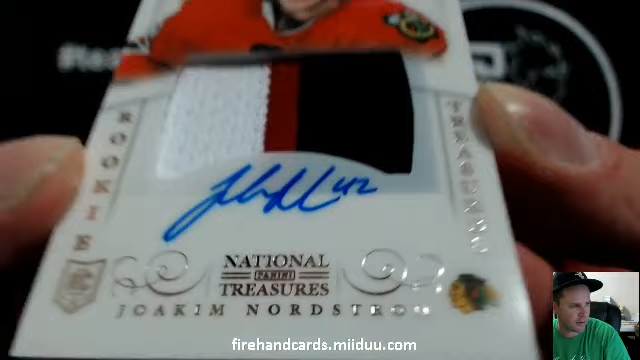 ROOKIE
TREASURES
NATIONAL
PANINI
TREASURES
JOAKIM NORDSTROM
firehandcards.miiduu.com